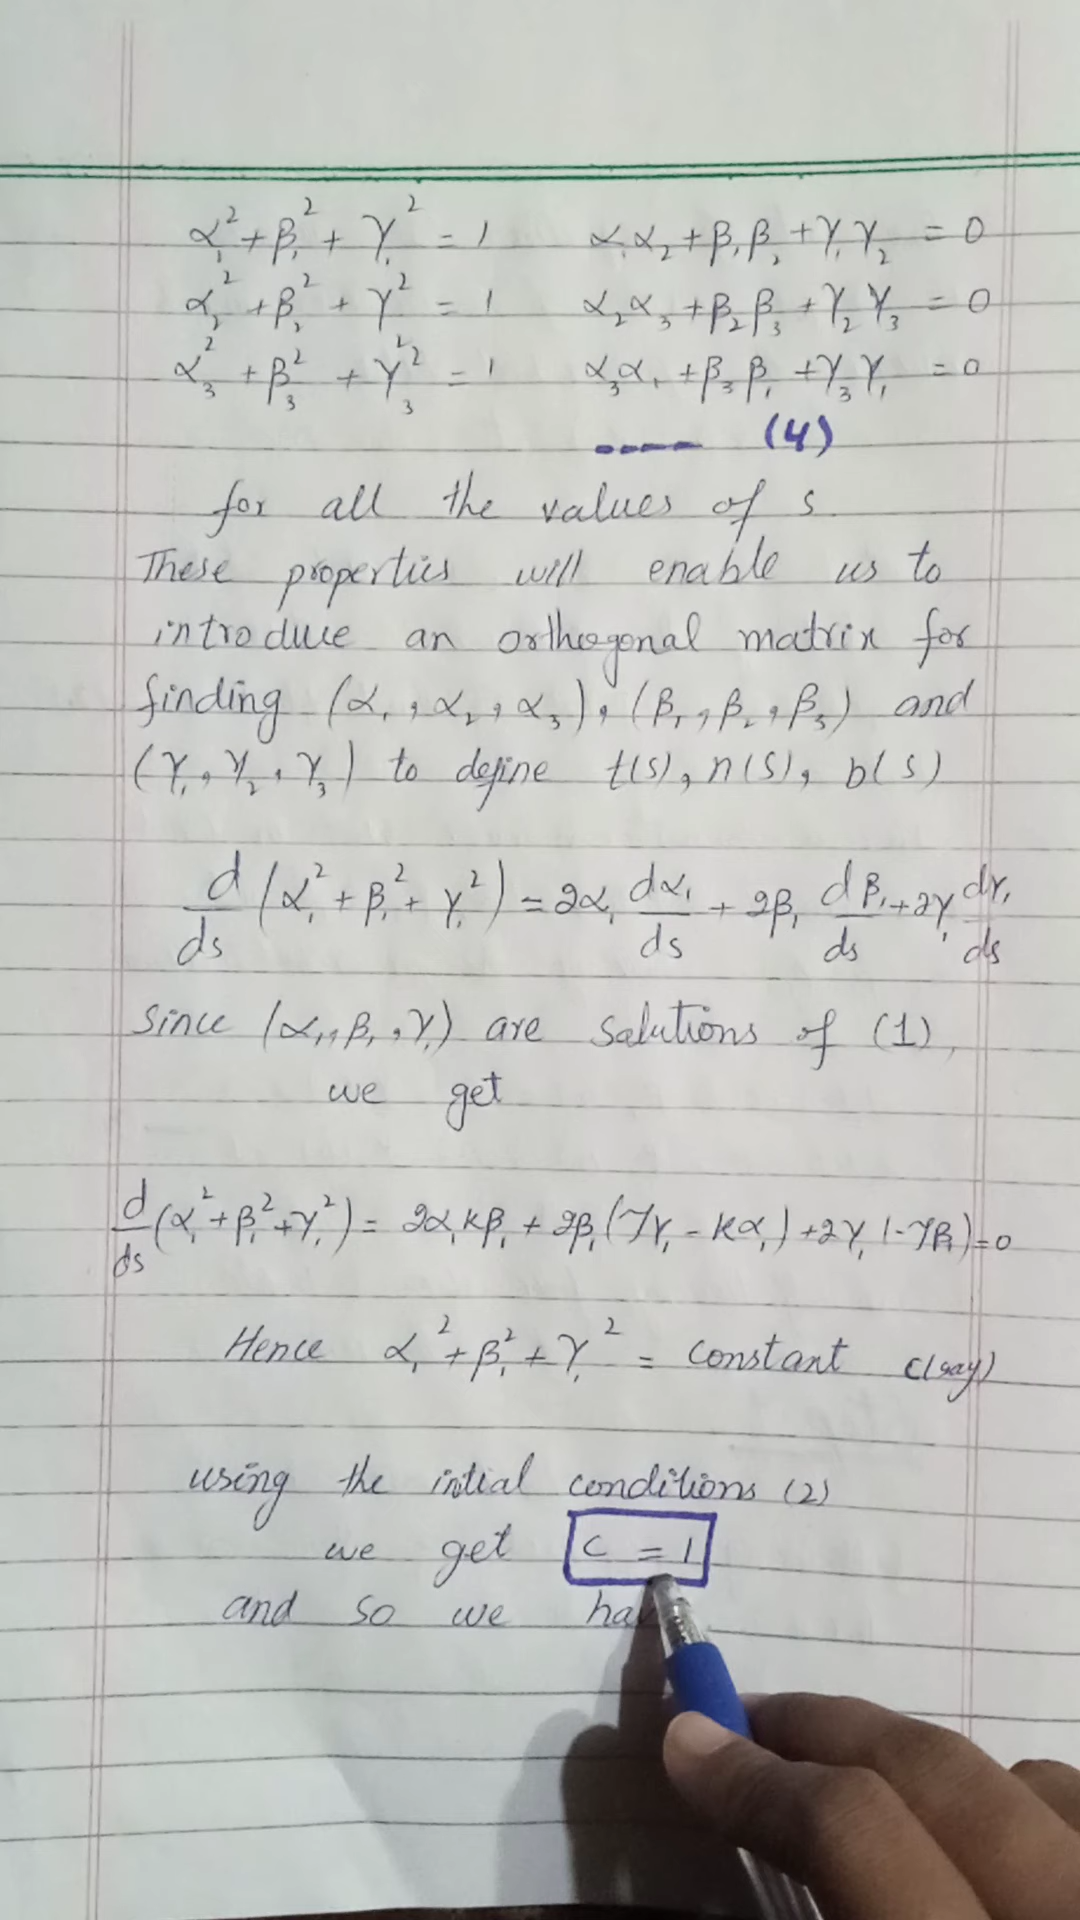 α₁² + β₁² + γ₁² = 1 α₁α₂ + β₁β₂ + γ₁γ₂ = 0
α₂² + β₂² + γ₂² = 1 α₂α₃ + β₂β₃ + γ₂γ₃ = 0
α₃² + β₃² + γ₃² = 1 α₃α₁ + β₃β₁ + γ₃γ₁ = 0
---- (4)
for all the values of s.
These properties will enable us to
introduce an orthogonal matrix for
finding (α₁, α₂, α₃), (β₁, β₂, β₃) and
(γ₁, γ₂, γ₃) to define t(s), n(s), b(s)
d/ds (α₁² + β₁² + γ₁²) = 2α₁ dα₁/ds + 2β₁ dβ₁/ds + 2γ₁ dγ₁/ds
Since (α₁, β₁, γ₁) are solutions of (1),
we get
d/ds (α₁² + β₁² + γ₁²) = 2α₁kβ₁ + 2β₁(τγ₁ - kα₁) + 2γ₁(-τβ₁) = 0
Hence α₁² + β₁² + γ₁² = constant c(say)
using the intial conditions (2)
we get c = 1
and so we